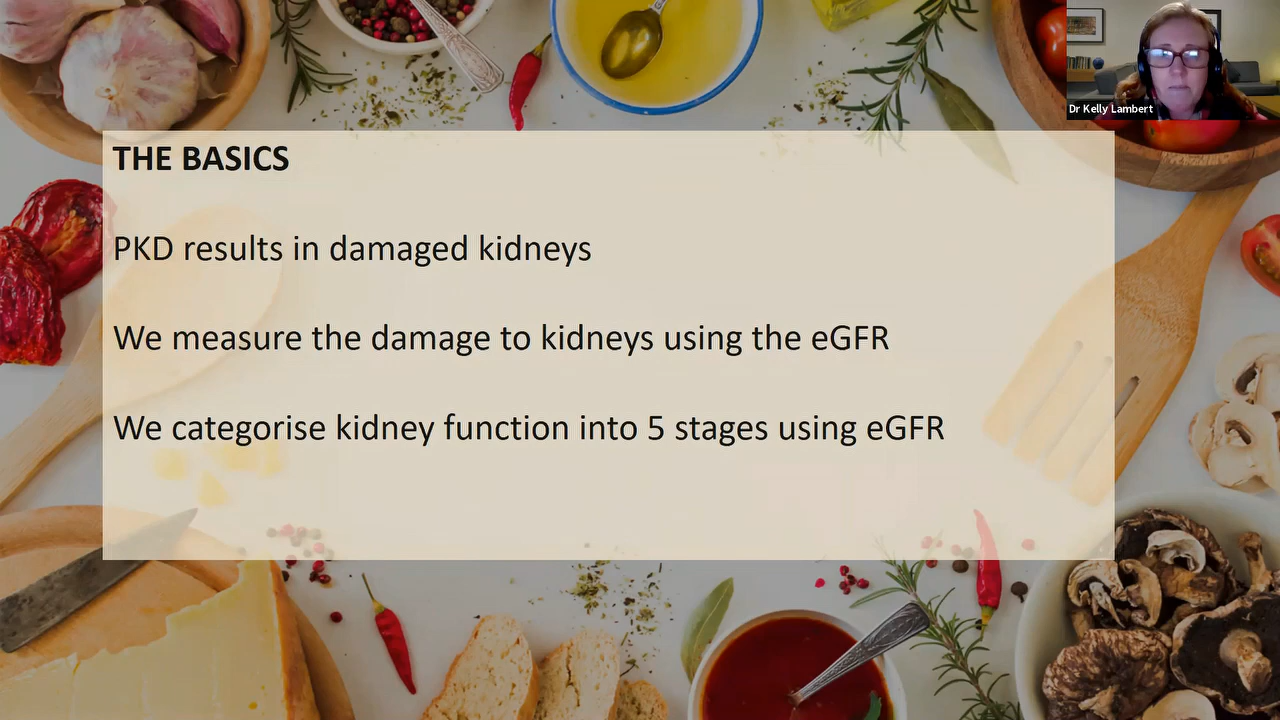 Dr Kelly Lambert
THE BASICS
PKD results in damaged kidneys
We measure the damage to kidneys using the eGFR
We categorise kidney function into 5 stages using eGFR